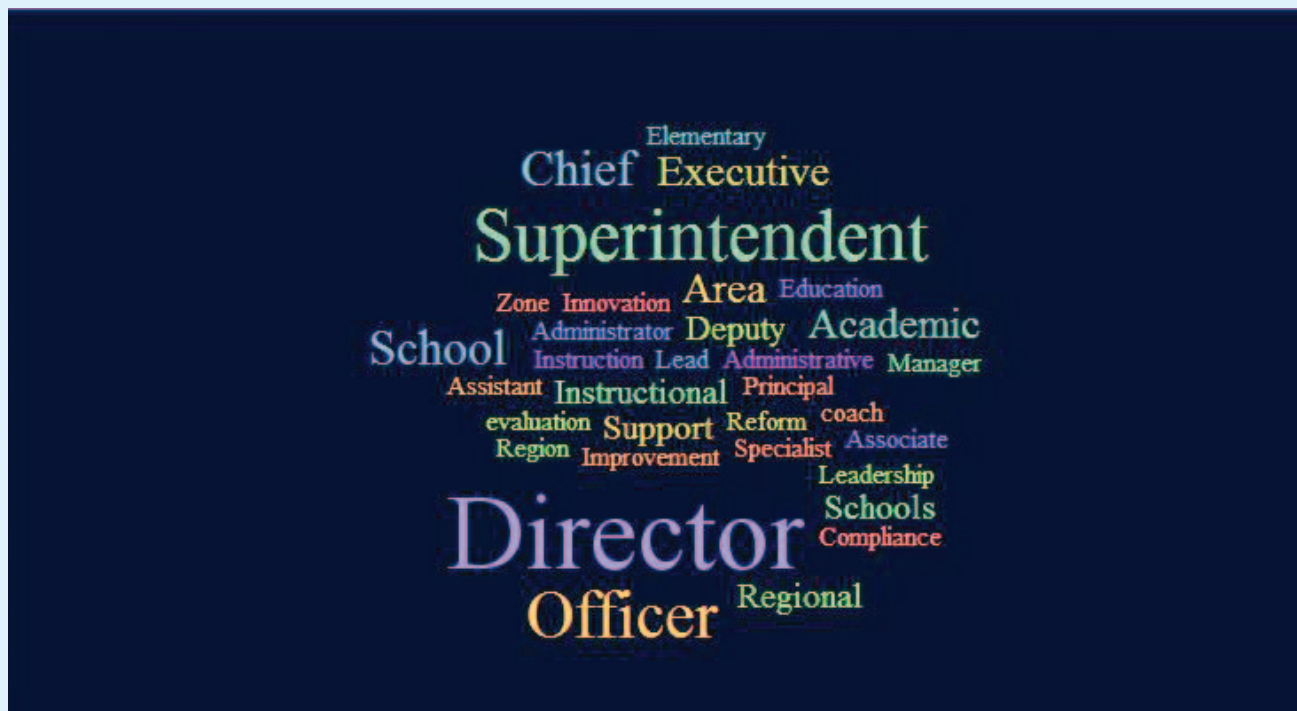 Elementary
Chief Executive
Superintendent
Area Education
Zone Innovation
Administrator Deputy Academic
School Instruction Lead Administrative Manager
Assistant Instructional Principal
evaluation Support Reform coach
Region Improvement Specialist Associate
Leadership
Director Schools
Compliance
Officer Regional